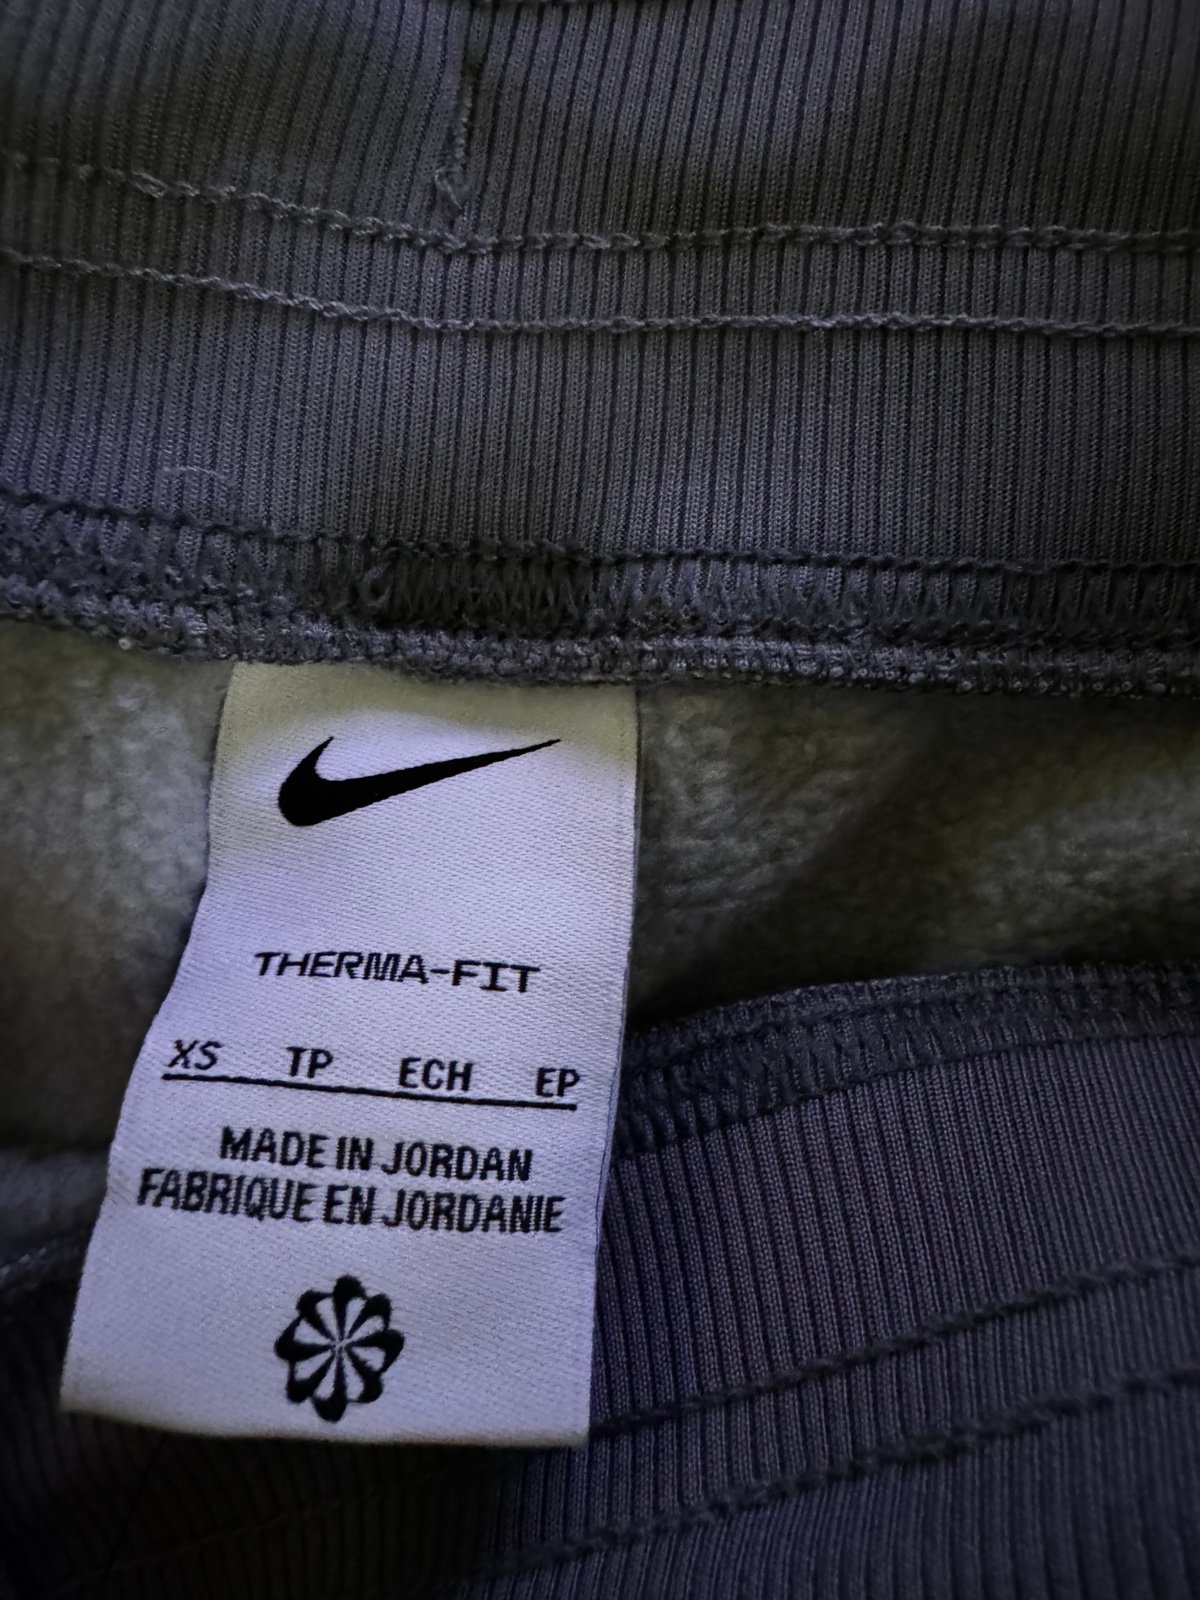 THERMA-FIT
XS TP ECH EP
MADE IN JORDAN
FABRIQUE EN JORDANIE